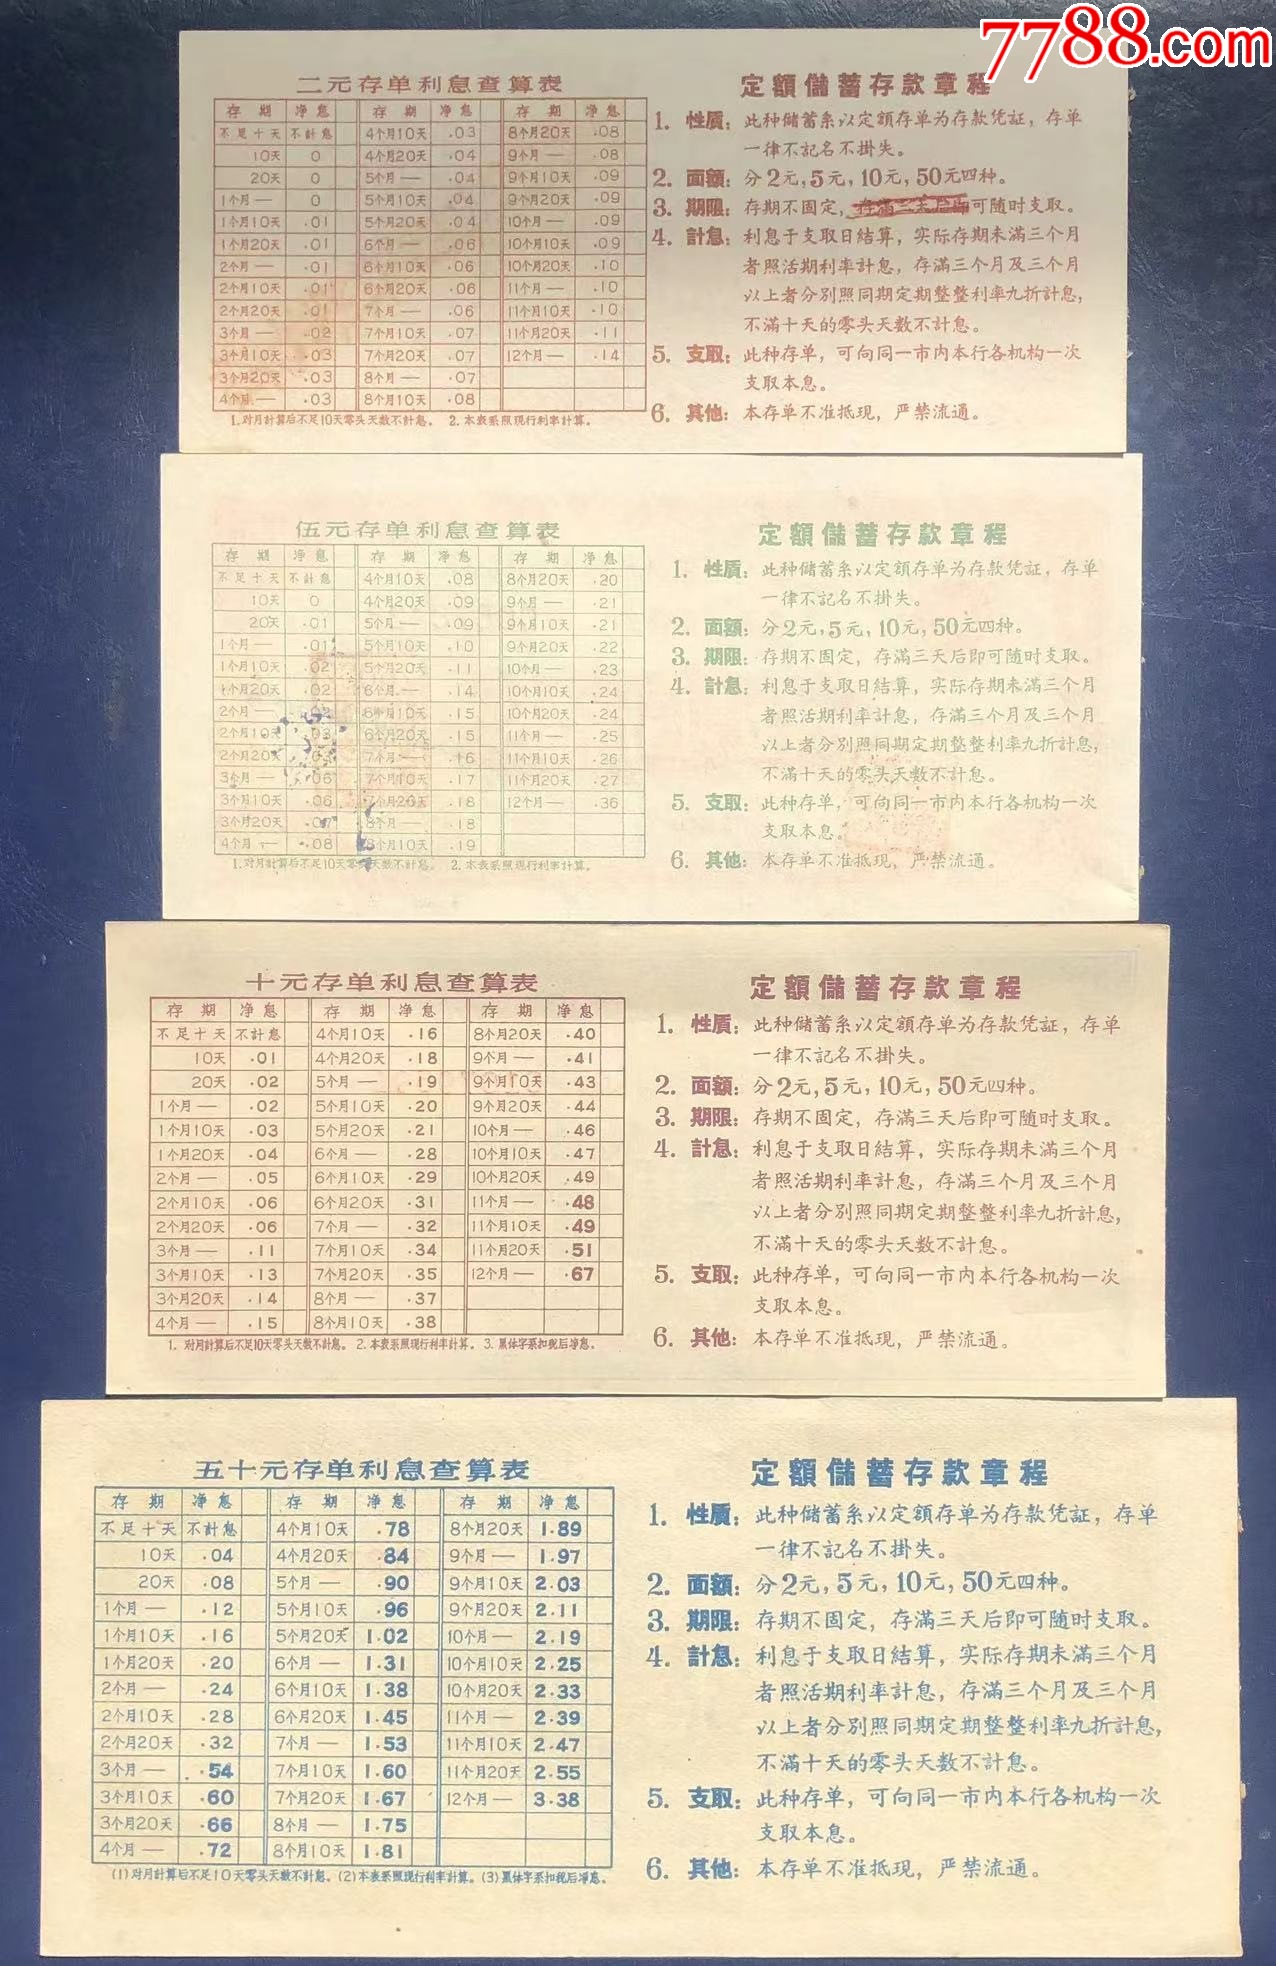 7788.com
二元存单利息查算表
存 期 净息 存 期 净息 存 期 净息
不足十天 不計息 4个月10天 .03 8个月20天 .08
10天 0 4个月20天 .04 9个月— .08
20天 0 5个月— .04 9个月10天 .09
1个月— 0 5个月10天 .04 9个月20天 .09
1个月10天 .01 5个月20天 .04 10个月— .09
1个月20天 .01 6个月— .06 10个月10天 .09
2个月— .01 6个月10天 .06 10个月20天 .10
2个月10天 .01 6个月20天 .06 11个月— .10
2个月20天 .01 7个月— .06 11个月10天 .10
3个月— .02 7个月10天 .07 11个月20天 .11
3个月10天 .03 7个月20天 .07 12个月— .14
3个月20天 .03 8个月— .07
4个月— .03 8个月10天 .08
1.对月計算后不足10天零头天数不計息。 2.本表系照現行利率計算。
定額儲蓄存款章程
1. 性質：此种儲蓄系以定額存单为存款凭証，存单
一律不記名不掛失。
2. 面額：分2元，5元，10元，50元四种。
3. 期限：存期不固定，存滿三天后即可随时支取。
4. 計息：利息于支取日結算，实际存期未滿三个月
者照活期利率計息，存滿三个月及三个月
以上者分別照同期定期整整利率九折計息，
不滿十天的零头天数不計息。
5. 支取：此种存单，可向同一市内本行各机构一次
支取本息。
6. 其他：本存单不准抵現，严禁流通。
伍元存单利息查算表
存 期 净息 存 期 净息 存 期 净息
不足十天 不計息 4个月10天 .08 8个月20天 .20
10天 0 4个月20天 .09 9个月— .21
20天 .01 5个月— .09 9个月10天 .21
1个月— .01 5个月10天 .10 9个月20天 .22
1个月10天 .02 5个月20天 .11 10个月— .23
1个月20天 .02 6个月— .14 10个月10天 .24
2个月— 6个月10天 .15 10个月20天 .24
2个月10天 .03 6个月20天 .15 11个月— .25
2个月20天 .03 7个月— .16 11个月10天 .26
3个月— .06 7个月10天 .17 11个月20天 .27
3个月10天 .06 7个月20天 .18 12个月— .36
3个月20天 .07 8个月— .18
4个月— .08 8个月10天 .19
1.对月計算后不足10天零头天数不計息。 2.本表系照現行利率計算。
定額儲蓄存款章程
1. 性質：此种儲蓄系以定額存单为存款凭証，存单
一律不記名不掛失。
2. 面額：分2元，5元，10元，50元四种。
3. 期限：存期不固定，存滿三天后即可随时支取。
4. 計息：利息于支取日結算，实际存期未滿三个月
者照活期利率計息，存滿三个月及三个月
以上者分別照同期定期整整利率九折計息，
不滿十天的零头天数不計息。
5. 支取：此种存单，可向同一市内本行各机构一次
支取本息。
6. 其他：本存单不准抵現，严禁流通。
十元存单利息查算表
存 期 净息 存 期 净息 存 期 净息
不足十天 不計息 4个月10天 .16 8个月20天 .40
10天 .01 4个月20天 .18 9个月— .41
20天 .02 5个月— .19 9个月10天 .43
1个月— .02 5个月10天 .20 9个月20天 .44
1个月10天 .03 5个月20天 .21 10个月— .46
1个月20天 .04 6个月— .28 10个月10天 .47
2个月— .05 6个月10天 .29 10个月20天 .49
2个月10天 .06 6个月20天 .31 11个月— .48
2个月20天 .06 7个月— .32 11个月10天 .49
3个月— .11 7个月10天 .34 11个月20天 .51
3个月10天 .13 7个月20天 .35 12个月— .67
3个月20天 .14 8个月— .37
4个月— .15 8个月10天 .38
1. 对月計算后不足10天零头天数不計息。 2.本表系照現行利率計算。 3.黑体字系扣税后净息。
定額儲蓄存款章程
1. 性質：此种儲蓄系以定額存单为存款凭証，存单
一律不記名不掛失。
2. 面額：分2元，5元，10元，50元四种。
3. 期限：存期不固定，存滿三天后即可随时支取。
4. 計息：利息于支取日結算，实际存期未滿三个月
者照活期利率計息，存滿三个月及三个月
以上者分別照同期定期整整利率九折計息，
不滿十天的零头天数不計息。
5. 支取：此种存单，可向同一市内本行各机构一次
支取本息。
6. 其他：本存单不准抵現，严禁流通。
五十元存单利息查算表
存 期 净息 存 期 净息 存 期 净息
不足十天 不計息 4个月10天 .78 8个月20天 1.89
10天 .04 4个月20天 .84 9个月— 1.97
20天 .08 5个月— .90 9个月10天 2.03
1个月— .12 5个月10天 .96 9个月20天 2.11
1个月10天 .16 5个月20天 1.02 10个月— 2.19
1个月20天 .20 6个月— 1.31 10个月10天 2.25
2个月— .24 6个月10天 1.38 10个月20天 2.33
2个月10天 .28 6个月20天 1.45 11个月— 2.39
2个月20天 .32 7个月— 1.53 11个月10天 2.47
3个月— .54 7个月10天 1.60 11个月20天 2.55
3个月10天 .60 7个月20天 1.67 12个月— 3.38
3个月20天 .66 8个月— 1.75
4个月— .72 8个月10天 1.81
(1)对月計算后不足10天零头天数不計息。(2)本表系照現行利率計算。(3)黑体字系扣税后净息。
定額儲蓄存款章程
1. 性質：此种儲蓄系以定額存单为存款凭証，存单
一律不記名不掛失。
2. 面額：分2元，5元，10元，50元四种。
3. 期限：存期不固定，存滿三天后即可随时支取。
4. 計息：利息于支取日結算，实际存期未滿三个月
者照活期利率計息，存滿三个月及三个月
以上者分別照同期定期整整利率九折計息，
不滿十天的零头天数不計息。
5. 支取：此种存单，可向同一市内本行各机构一次
支取本息。
6. 其他：本存单不准抵現，严禁流通。